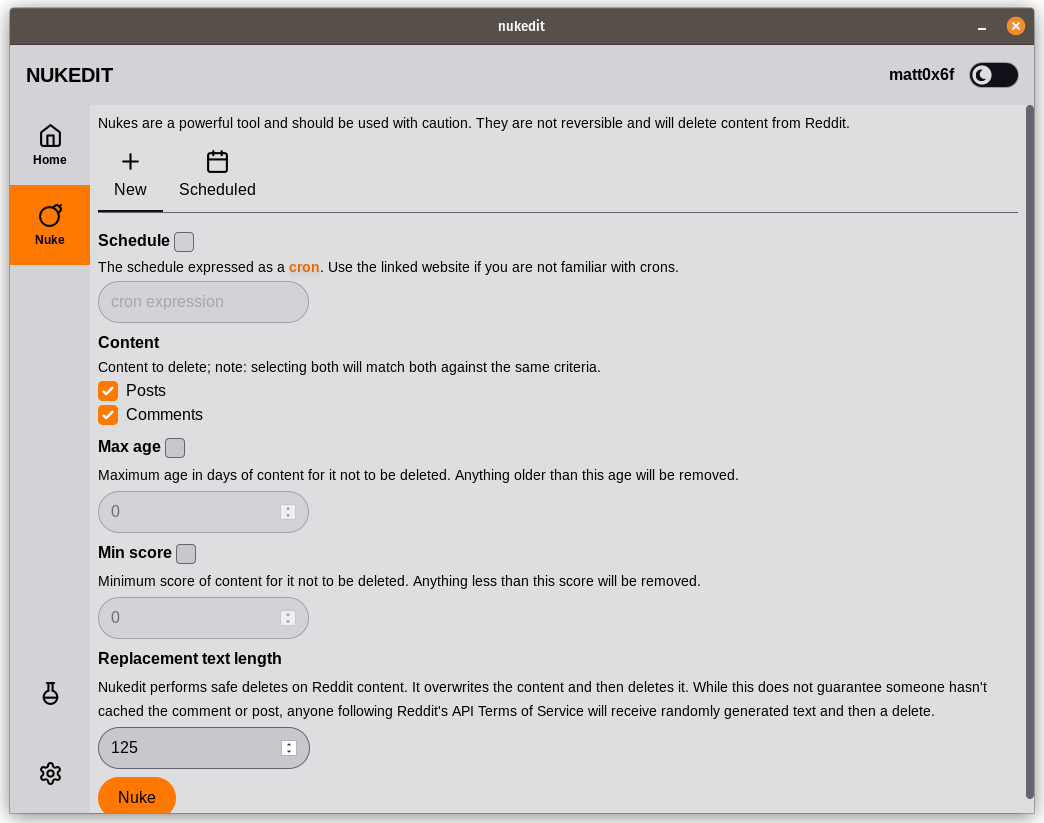 nukedit
NUKEDIT
matt0x6f
Home
Nuke
Nukes are a powerful tool and should be used with caution. They are not reversible and will delete content from Reddit.
New
Scheduled
Schedule
The schedule expressed as a cron. Use the linked website if you are not familiar with crons.
cron expression
Content
Content to delete; note: selecting both will match both against the same criteria.
Posts
Comments
Max age
Maximum age in days of content for it not to be deleted. Anything older than this age will be removed.
0
Min score
Minimum score of content for it not to be deleted. Anything less than this score will be removed.
0
Replacement text length
Nukedit performs safe deletes on Reddit content. It overwrites the content and then deletes it. While this does not guarantee someone hasn't
cached the comment or post, anyone following Reddit's API Terms of Service will receive randomly generated text and then a delete.
125
Nuke